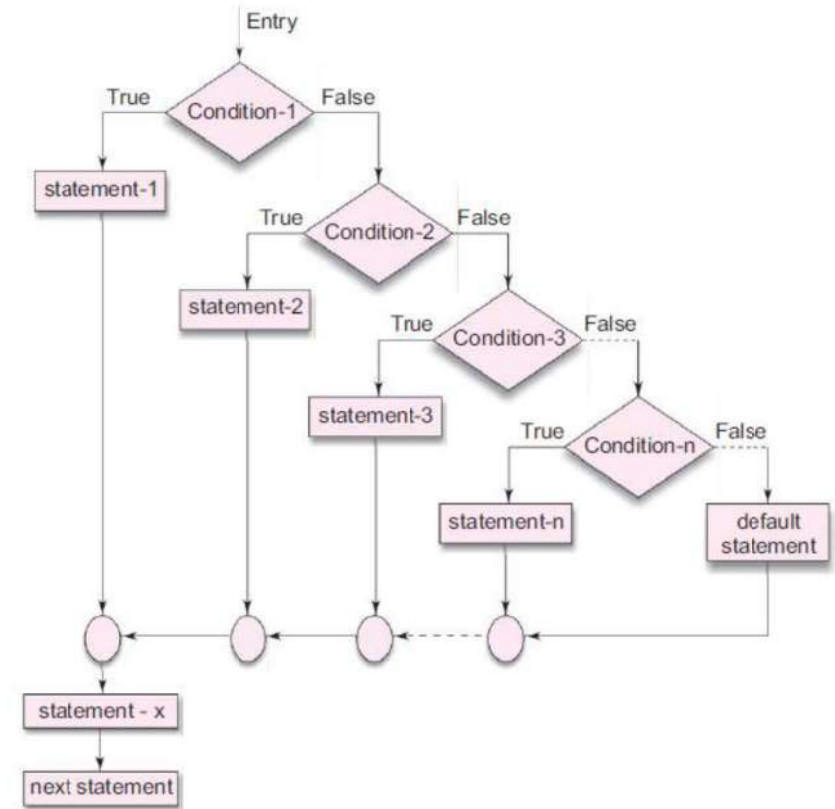 Entry
True
Condition-1
False
statement-1
True
Condition-2
False
statement-2
True
Condition-3
False
statement-3
True
Condition-n
False
statement-n
default
statement
statement - x
next statement